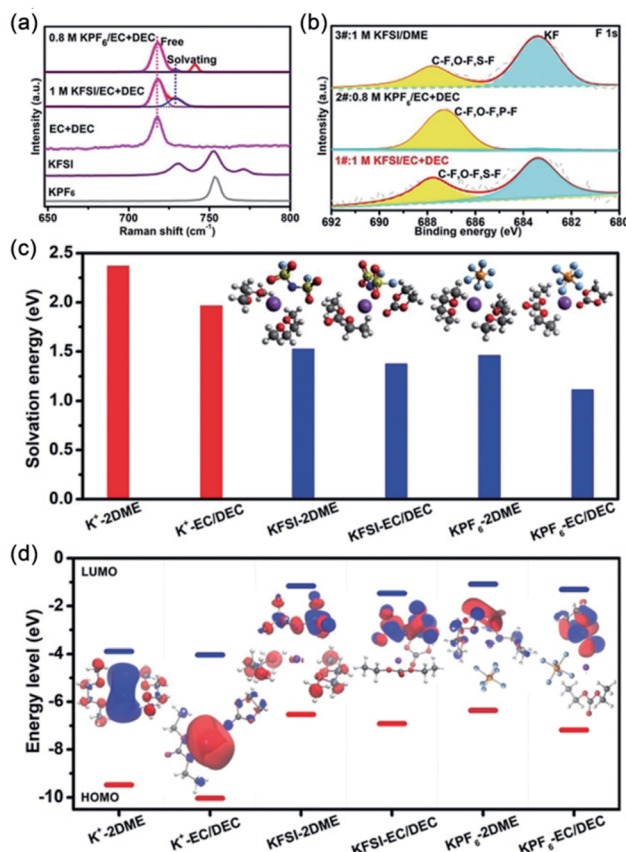 (a)
0.8 M KPF6/EC+DEC
Free
Solvating
1 M KFSI/EC+DEC
EC+DEC
KFSI
KPF6
Intensity (a.u.)
650
700
750
800
Raman shift (cm-1)
(b)
3#:1 M KFSI/DME
F 1s
KF
C-F,O-F,S-F
2#:0.8 M KPF6/EC+DEC
C-F,O-F,P-F
1#:1 M KFSI/EC+DEC
C-F,O-F,S-F
Intensity (a.u.)
692
690
688
686
684
682
680
Binding energy (eV)
(c)
Solvation energy (eV)
2.5
2.0
1.5
1.0
0.5
0.0
K+-2DME
K+-EC/DEC
KFSI-2DME
KFSI-EC/DEC
KPF6-2DME
KPF6-EC/DEC
(d)
Energy level (eV)
0
-2
-4
-6
-8
-10
LUMO
HOMO
K+-2DME
K+-EC/DEC
KFSI-2DME
KFSI-EC/DEC
KPF6-2DME
KPF6-EC/DEC